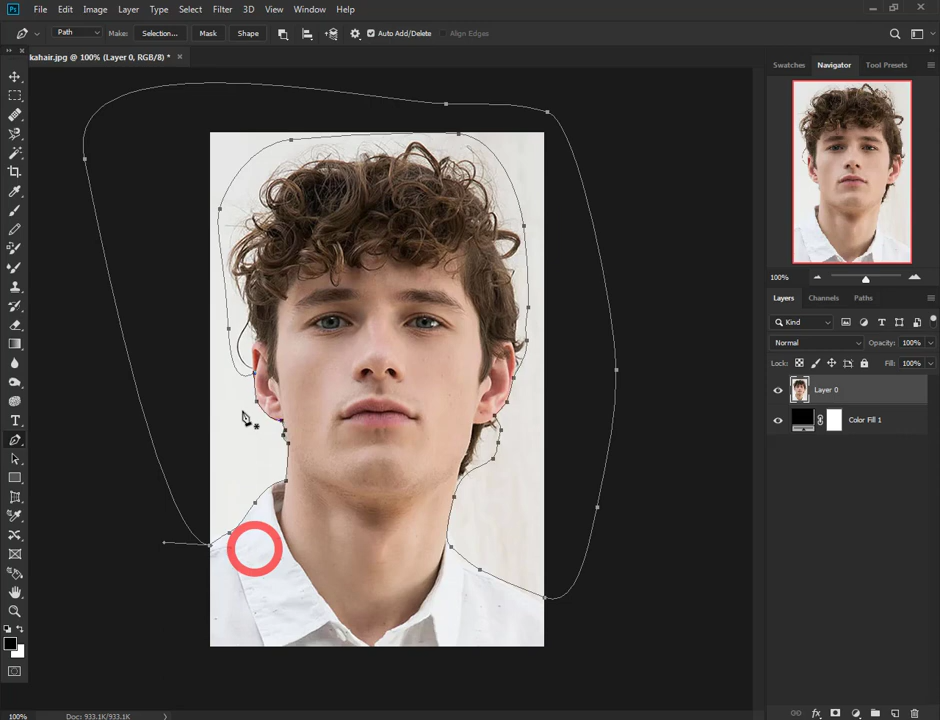 Ps File Edit Image Layer Type Select Filter 3D View Window Help
Path Make: Selection... Mask Shape Auto Add/Delete Align Edges
kahair.jpg @ 100% (Layer 0, RGB/8) * ×
Swatches Navigator Tool Presets
100%
Layers Channels Paths
Kind T
Normal Opacity: 100%
Lock: Fill: 100%
Layer 0
Color Fill 1
T
fx
100% Doc: 933.1K/933.1K